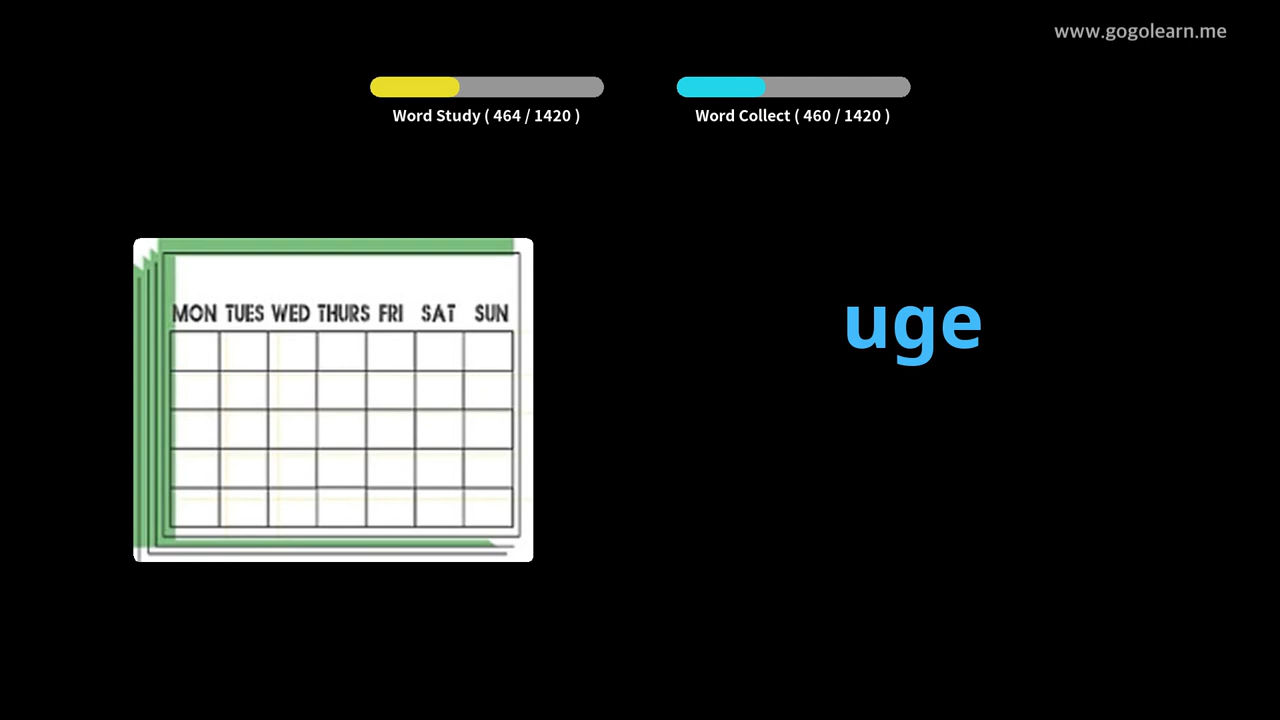 www.gogolearn.me
Word Study ( 464 / 1420 )
Word Collect ( 460 / 1420 )
MON TUES WED THURS FRI SAT SUN
uge